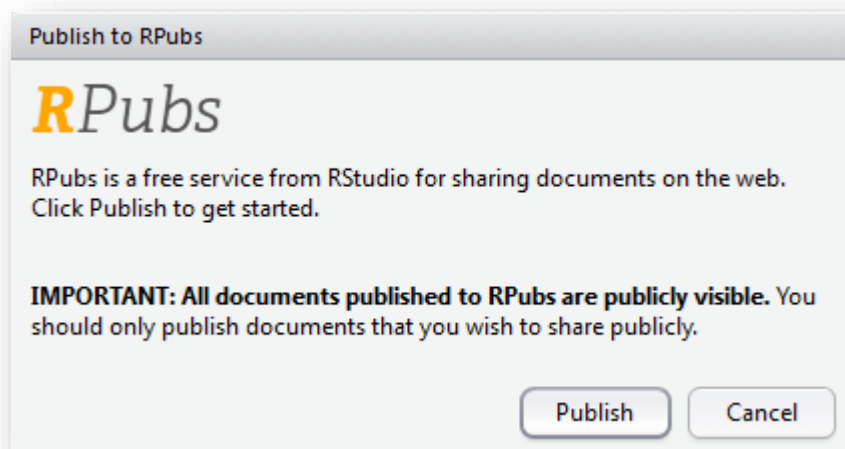 Publish to RPubs
RPubs
RPubs is a free service from RStudio for sharing documents on the web.
Click Publish to get started.
IMPORTANT: All documents published to RPubs are publicly visible. You
should only publish documents that you wish to share publicly.
Publish
Cancel